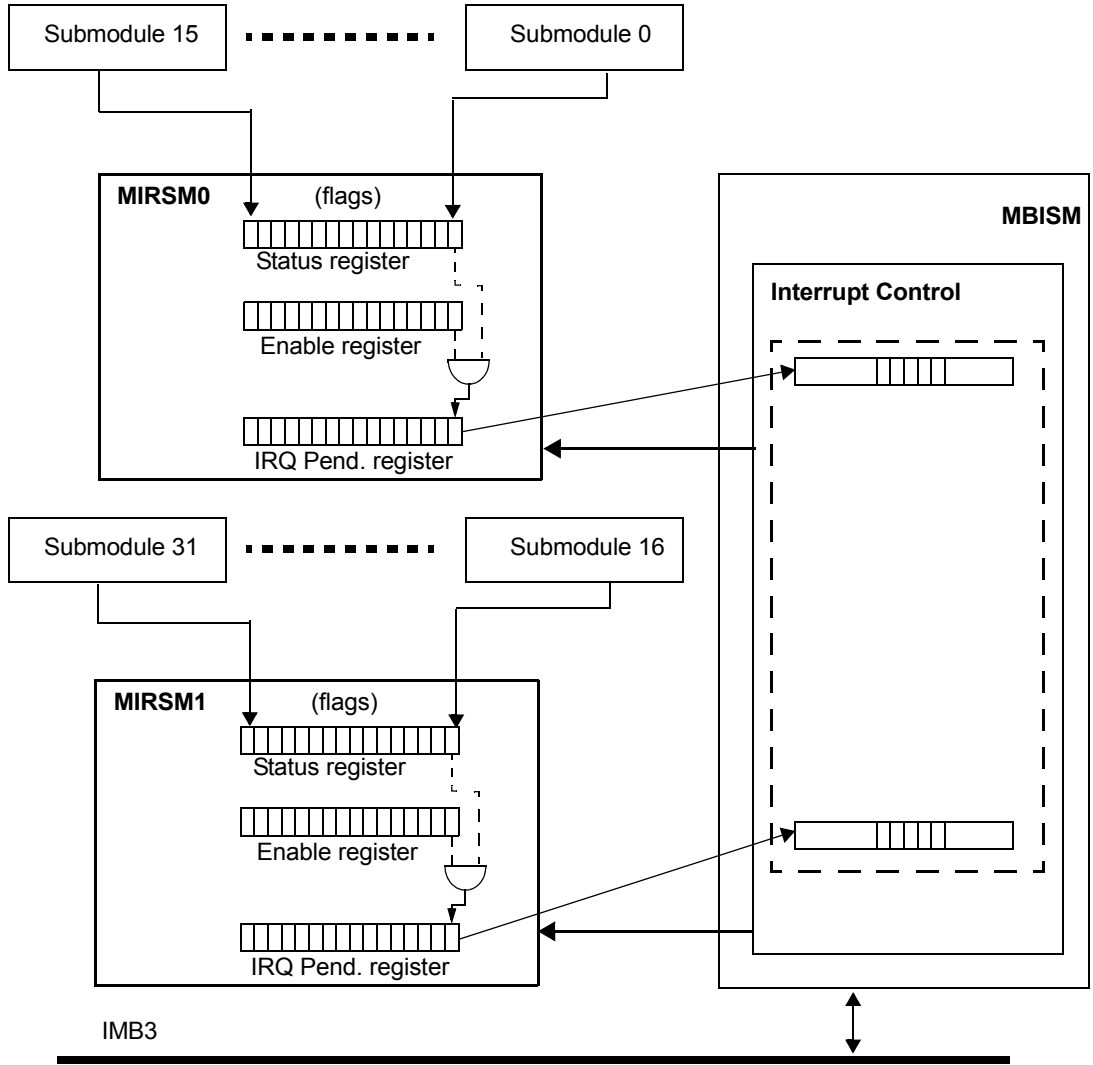 Submodule 15
Submodule 0
MIRSM0
(flags)
Status register
Enable register
IRQ Pend. register
MBISM
Interrupt Control
Submodule 31
Submodule 16
MIRSM1
(flags)
Status register
Enable register
IRQ Pend. register
IMB3